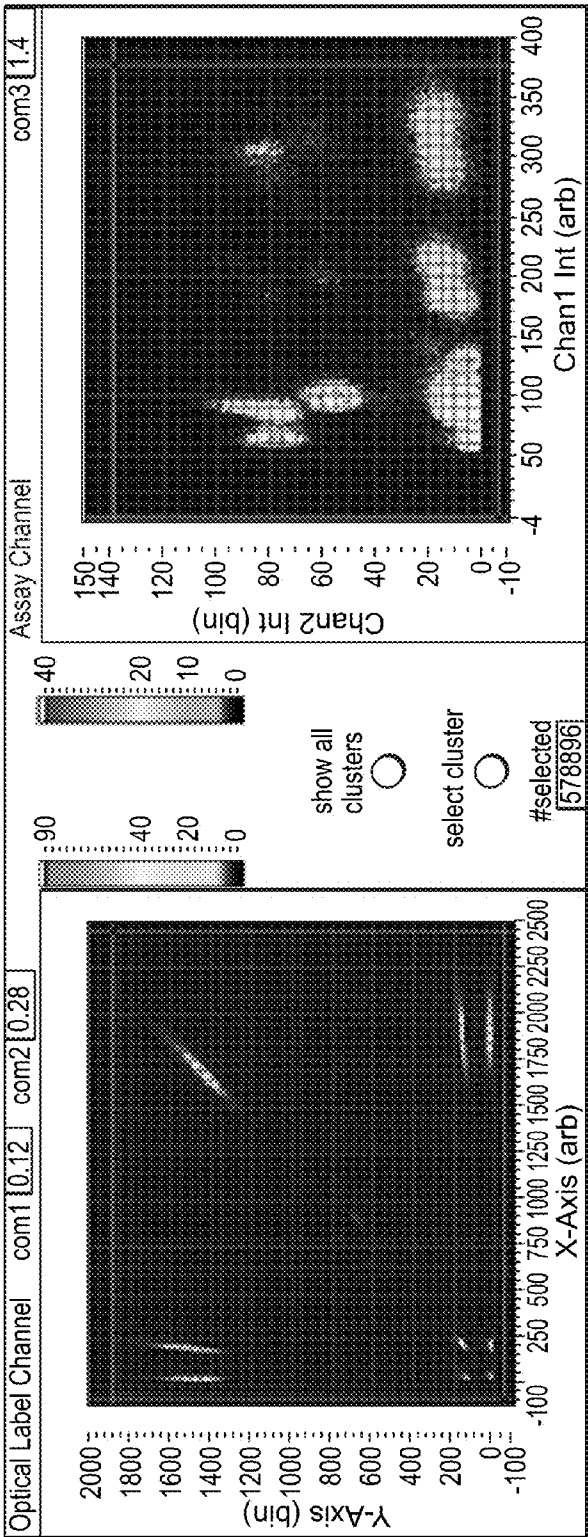 Optical Label Channel com1 0.12 com2 0.28
2000
1800
1600
1400
1200
1000
800
600
400
200
0
-100
Y-Axis (bin)
-100 0 250 500 750 1000 1250 1500 1750 2000 2250 2500
X-Axis (arb)
90
40
20
0
40
20
10
0
show all
clusters
select cluster
#selected
578896
Assay Channel com3 1.4
150
140
120
100
80
60
40
20
0
-10
Chan2 Int (bin)
-4 50 100 150 200 250 300 350 400
Chan1 Int (arb)